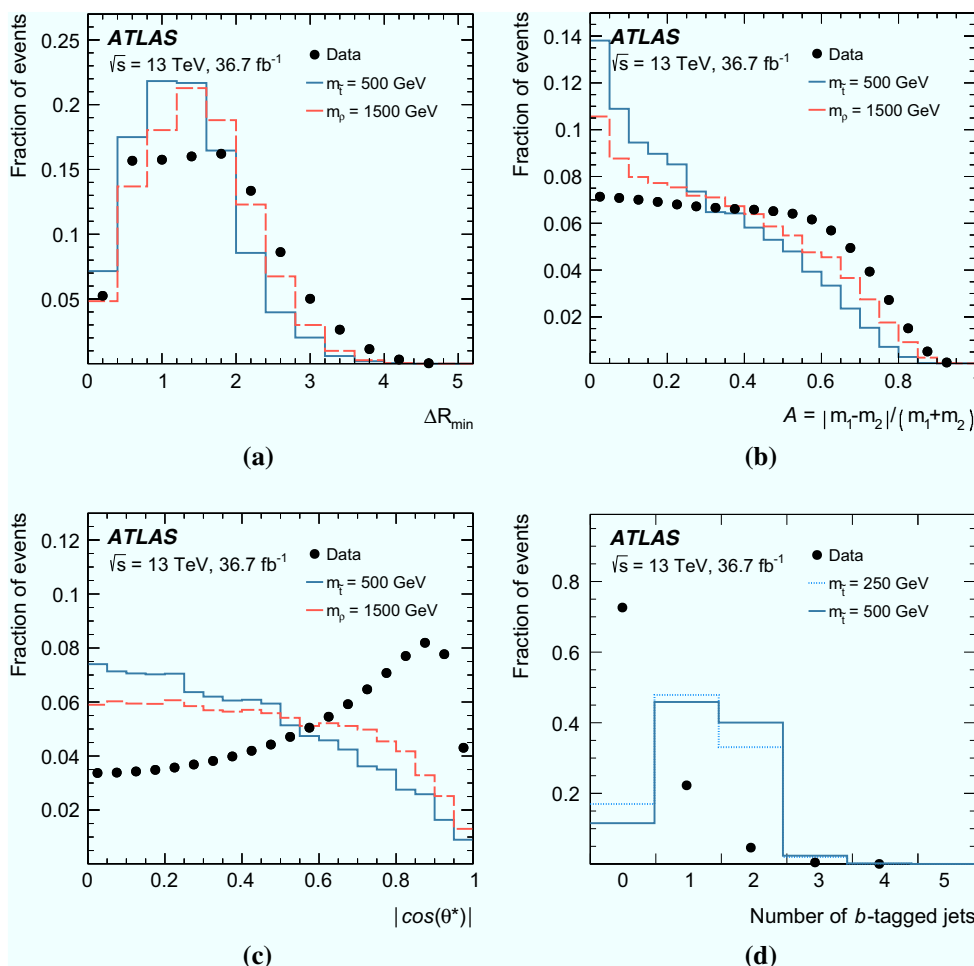 Fraction of events
0.25
0.20
0.15
0.10
0.05
ATLAS
√s = 13 TeV, 36.7 fb⁻¹
Data
m_t̃ = 500 GeV
m_ρ = 1500 GeV
0 1 2 3 4 5
ΔR_min
(a)
Fraction of events
0.14
0.12
0.1
0.08
0.06
0.04
0.02
ATLAS
√s = 13 TeV, 36.7 fb⁻¹
Data
m_t̃ = 500 GeV
m_ρ = 1500 GeV
0 0.2 0.4 0.6 0.8
A = |m₁-m₂|/(m₁+m₂)
(b)
Fraction of events
0.12
0.10
0.08
0.06
0.04
0.02
ATLAS
√s = 13 TeV, 36.7 fb⁻¹
Data
m_t̃ = 500 GeV
m_ρ = 1500 GeV
0 0.2 0.4 0.6 0.8 1
|cos(θ*)|
(c)
Fraction of events
0.8
0.6
0.4
0.2
ATLAS
√s = 13 TeV, 36.7 fb⁻¹
Data
m_t̃ = 250 GeV
m_t̃ = 500 GeV
0 1 2 3 4 5
Number of b-tagged jets
(d)